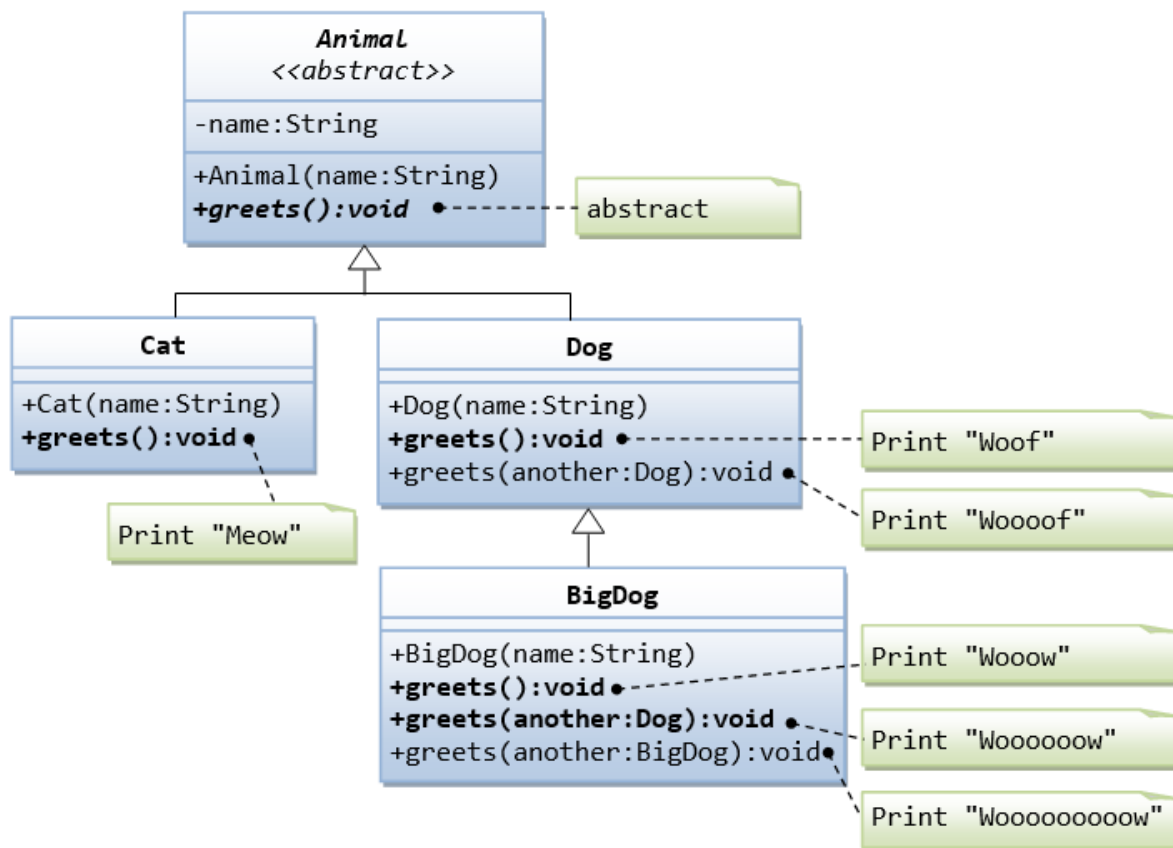 Animal
<<abstract>>
-name:String
+Animal(name:String)
+greets():void
abstract
Cat
+Cat(name:String)
+greets():void
Print "Meow"
Dog
+Dog(name:String)
+greets():void
+greets(another:Dog):void
Print "Woof"
Print "Woooof"
BigDog
+BigDog(name:String)
+greets():void
+greets(another:Dog):void
+greets(another:BigDog):void
Print "Wooow"
Print "Woooooow"
Print "Wooooooooow"